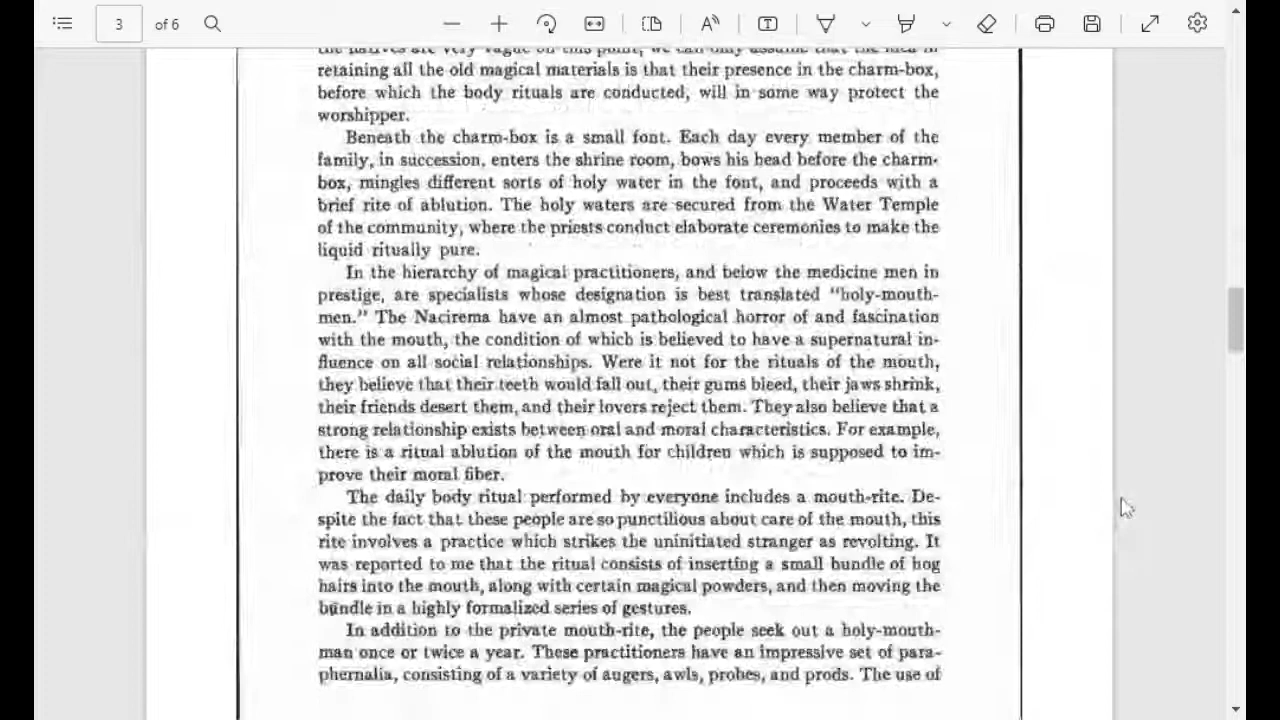 3 of 6
the natives are very vague on this point, we can only assume that the idea in
retaining all the old magical materials is that their presence in the charm-box,
before which the body rituals are conducted, will in some way protect the
worshipper.
Beneath the charm-box is a small font. Each day every member of the
family, in succession, enters the shrine room, bows his head before the charm-
box, mingles different sorts of holy water in the font, and proceeds with a
brief rite of ablution. The holy waters are secured from the Water Temple
of the community, where the priests conduct elaborate ceremonies to make the
liquid ritually pure.
In the hierarchy of magical practitioners, and below the medicine men in
prestige, are specialists whose designation is best translated "holy-mouth-
men." The Nacirema have an almost pathological horror of and fascination
with the mouth, the condition of which is believed to have a supernatural in-
fluence on all social relationships. Were it not for the rituals of the mouth,
they believe that their teeth would fall out, their gums bleed, their jaws shrink,
their friends desert them, and their lovers reject them. They also believe that a
strong relationship exists between oral and moral characteristics. For example,
there is a ritual ablution of the mouth for children which is supposed to im-
prove their moral fiber.
The daily body ritual performed by everyone includes a mouth-rite. De-
spite the fact that these people are so punctilious about care of the mouth, this
rite involves a practice which strikes the uninitiated stranger as revolting. It
was reported to me that the ritual consists of inserting a small bundle of hog
hairs into the mouth, along with certain magical powders, and then moving the
bundle in a highly formalized series of gestures.
In addition to the private mouth-rite, the people seek out a holy-mouth-
man once or twice a year. These practitioners have an impressive set of para-
phernalia, consisting of a variety of augers, awls, probes, and prods. The use of